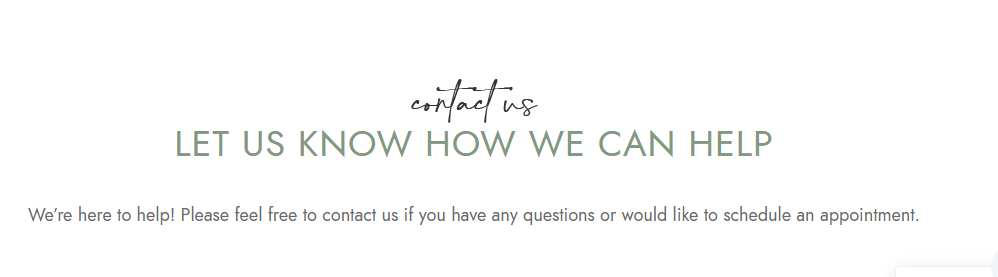 contact us
LET US KNOW HOW WE CAN HELP
We’re here to help! Please feel free to contact us if you have any questions or would like to schedule an appointment.